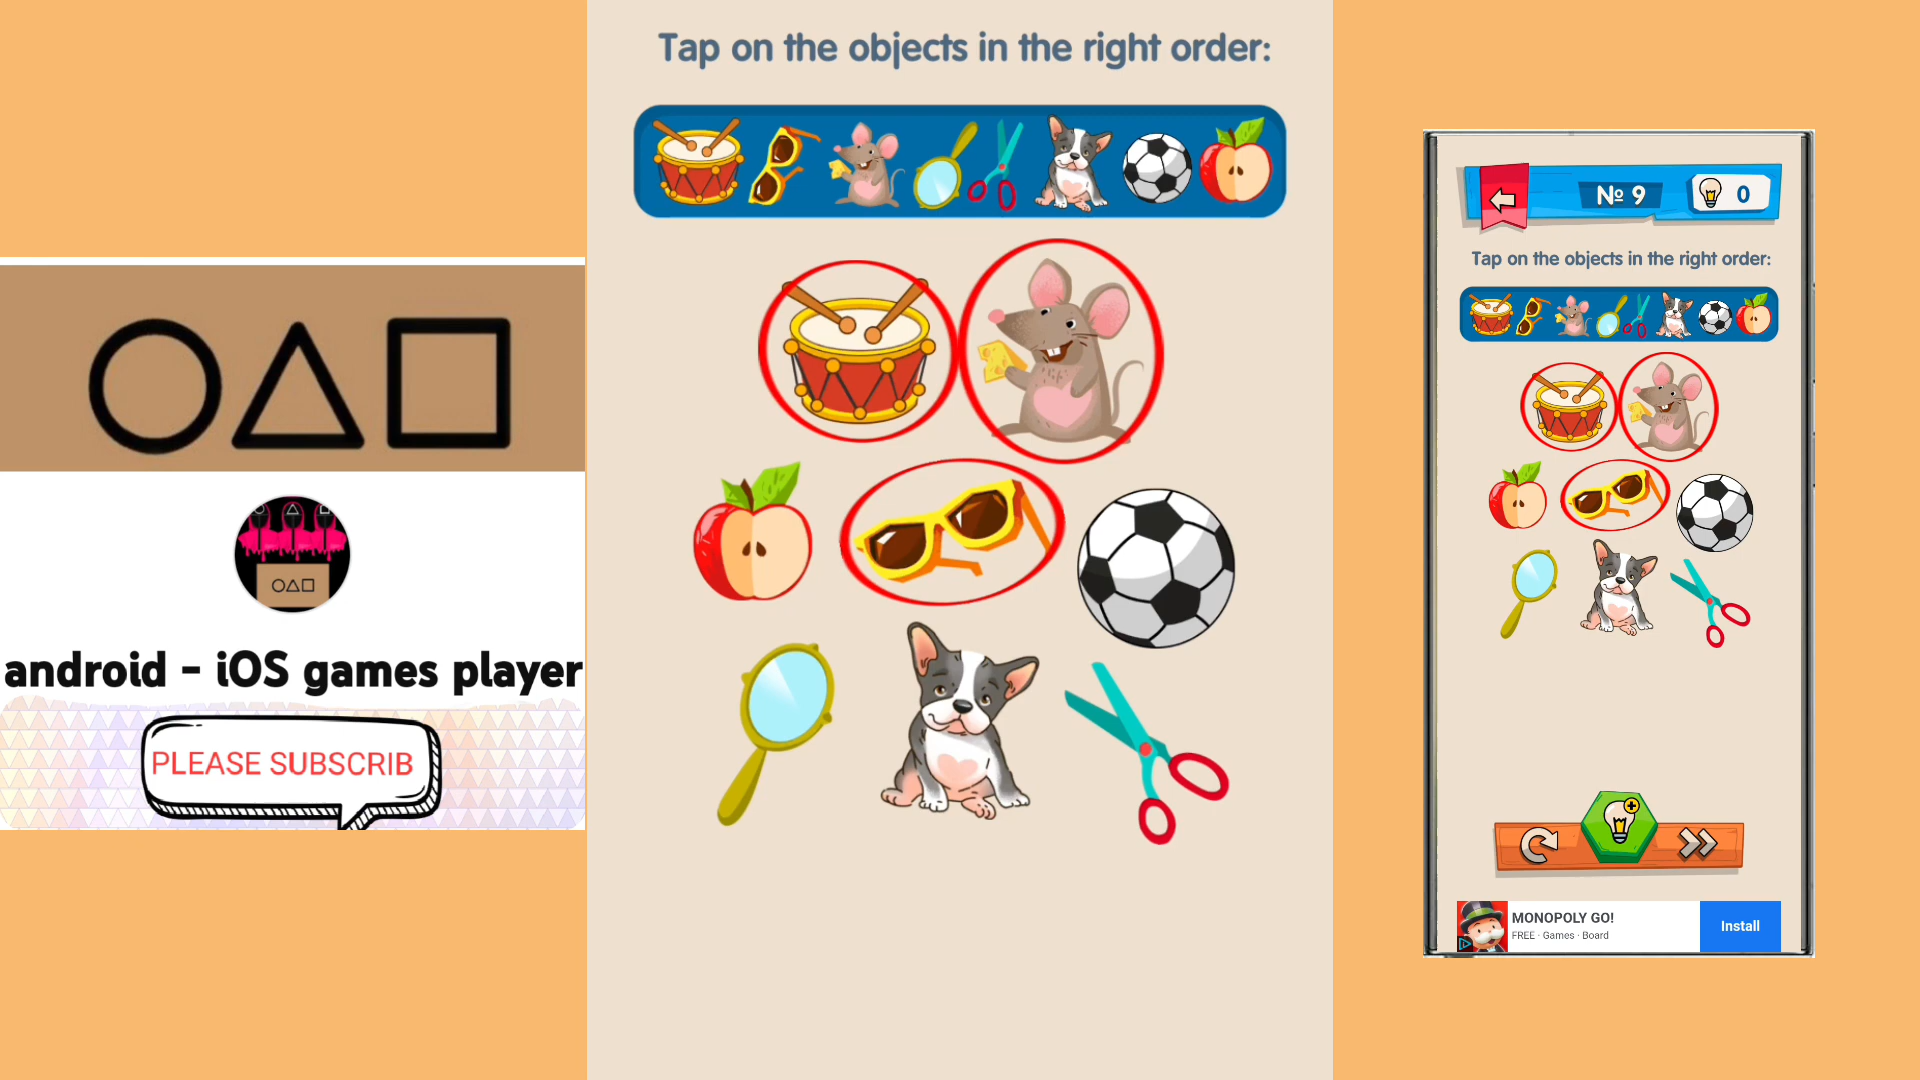 Tap on the objects in the right order:
android - iOS games player
PLEASE SUBSCRIB
№ 9
0
Tap on the objects in the right order:
MONOPOLY GO!
FREE · Games · Board
Install